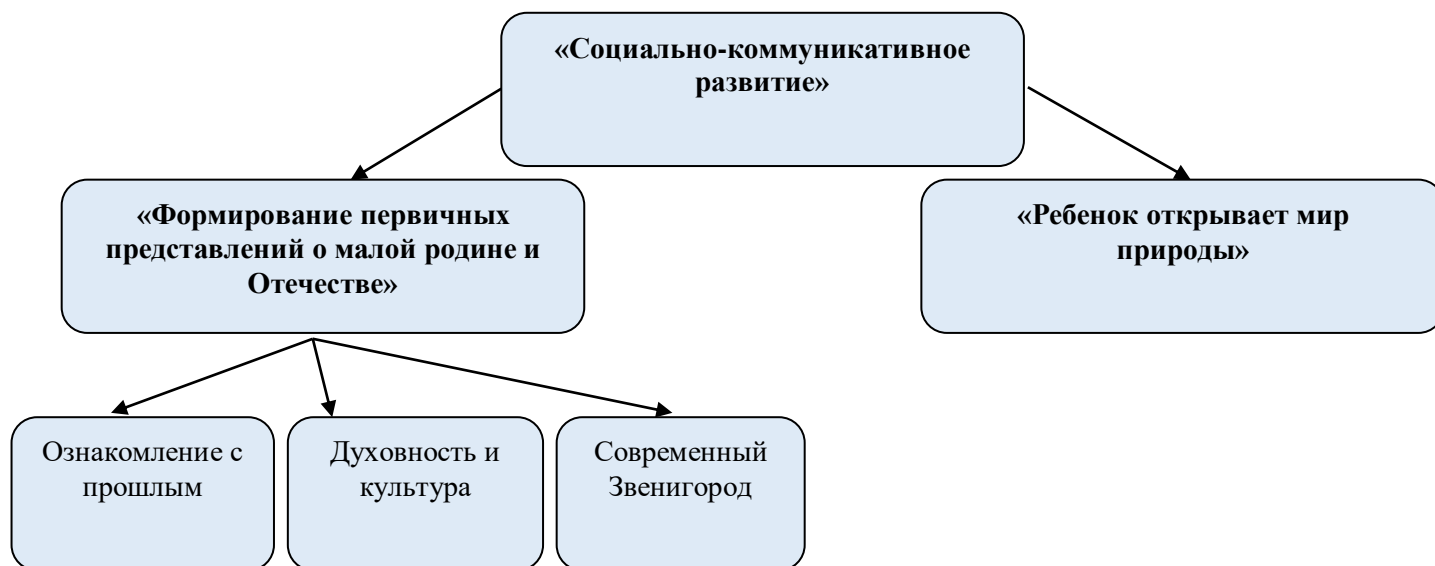 «Социально-коммуникативное
развитие»
«Формирование первичных
представлений о малой родине и
Отечестве»
«Ребенок открывает мир
природы»
Ознакомление с
прошлым
Духовность и
культура
Современный
Звенигород